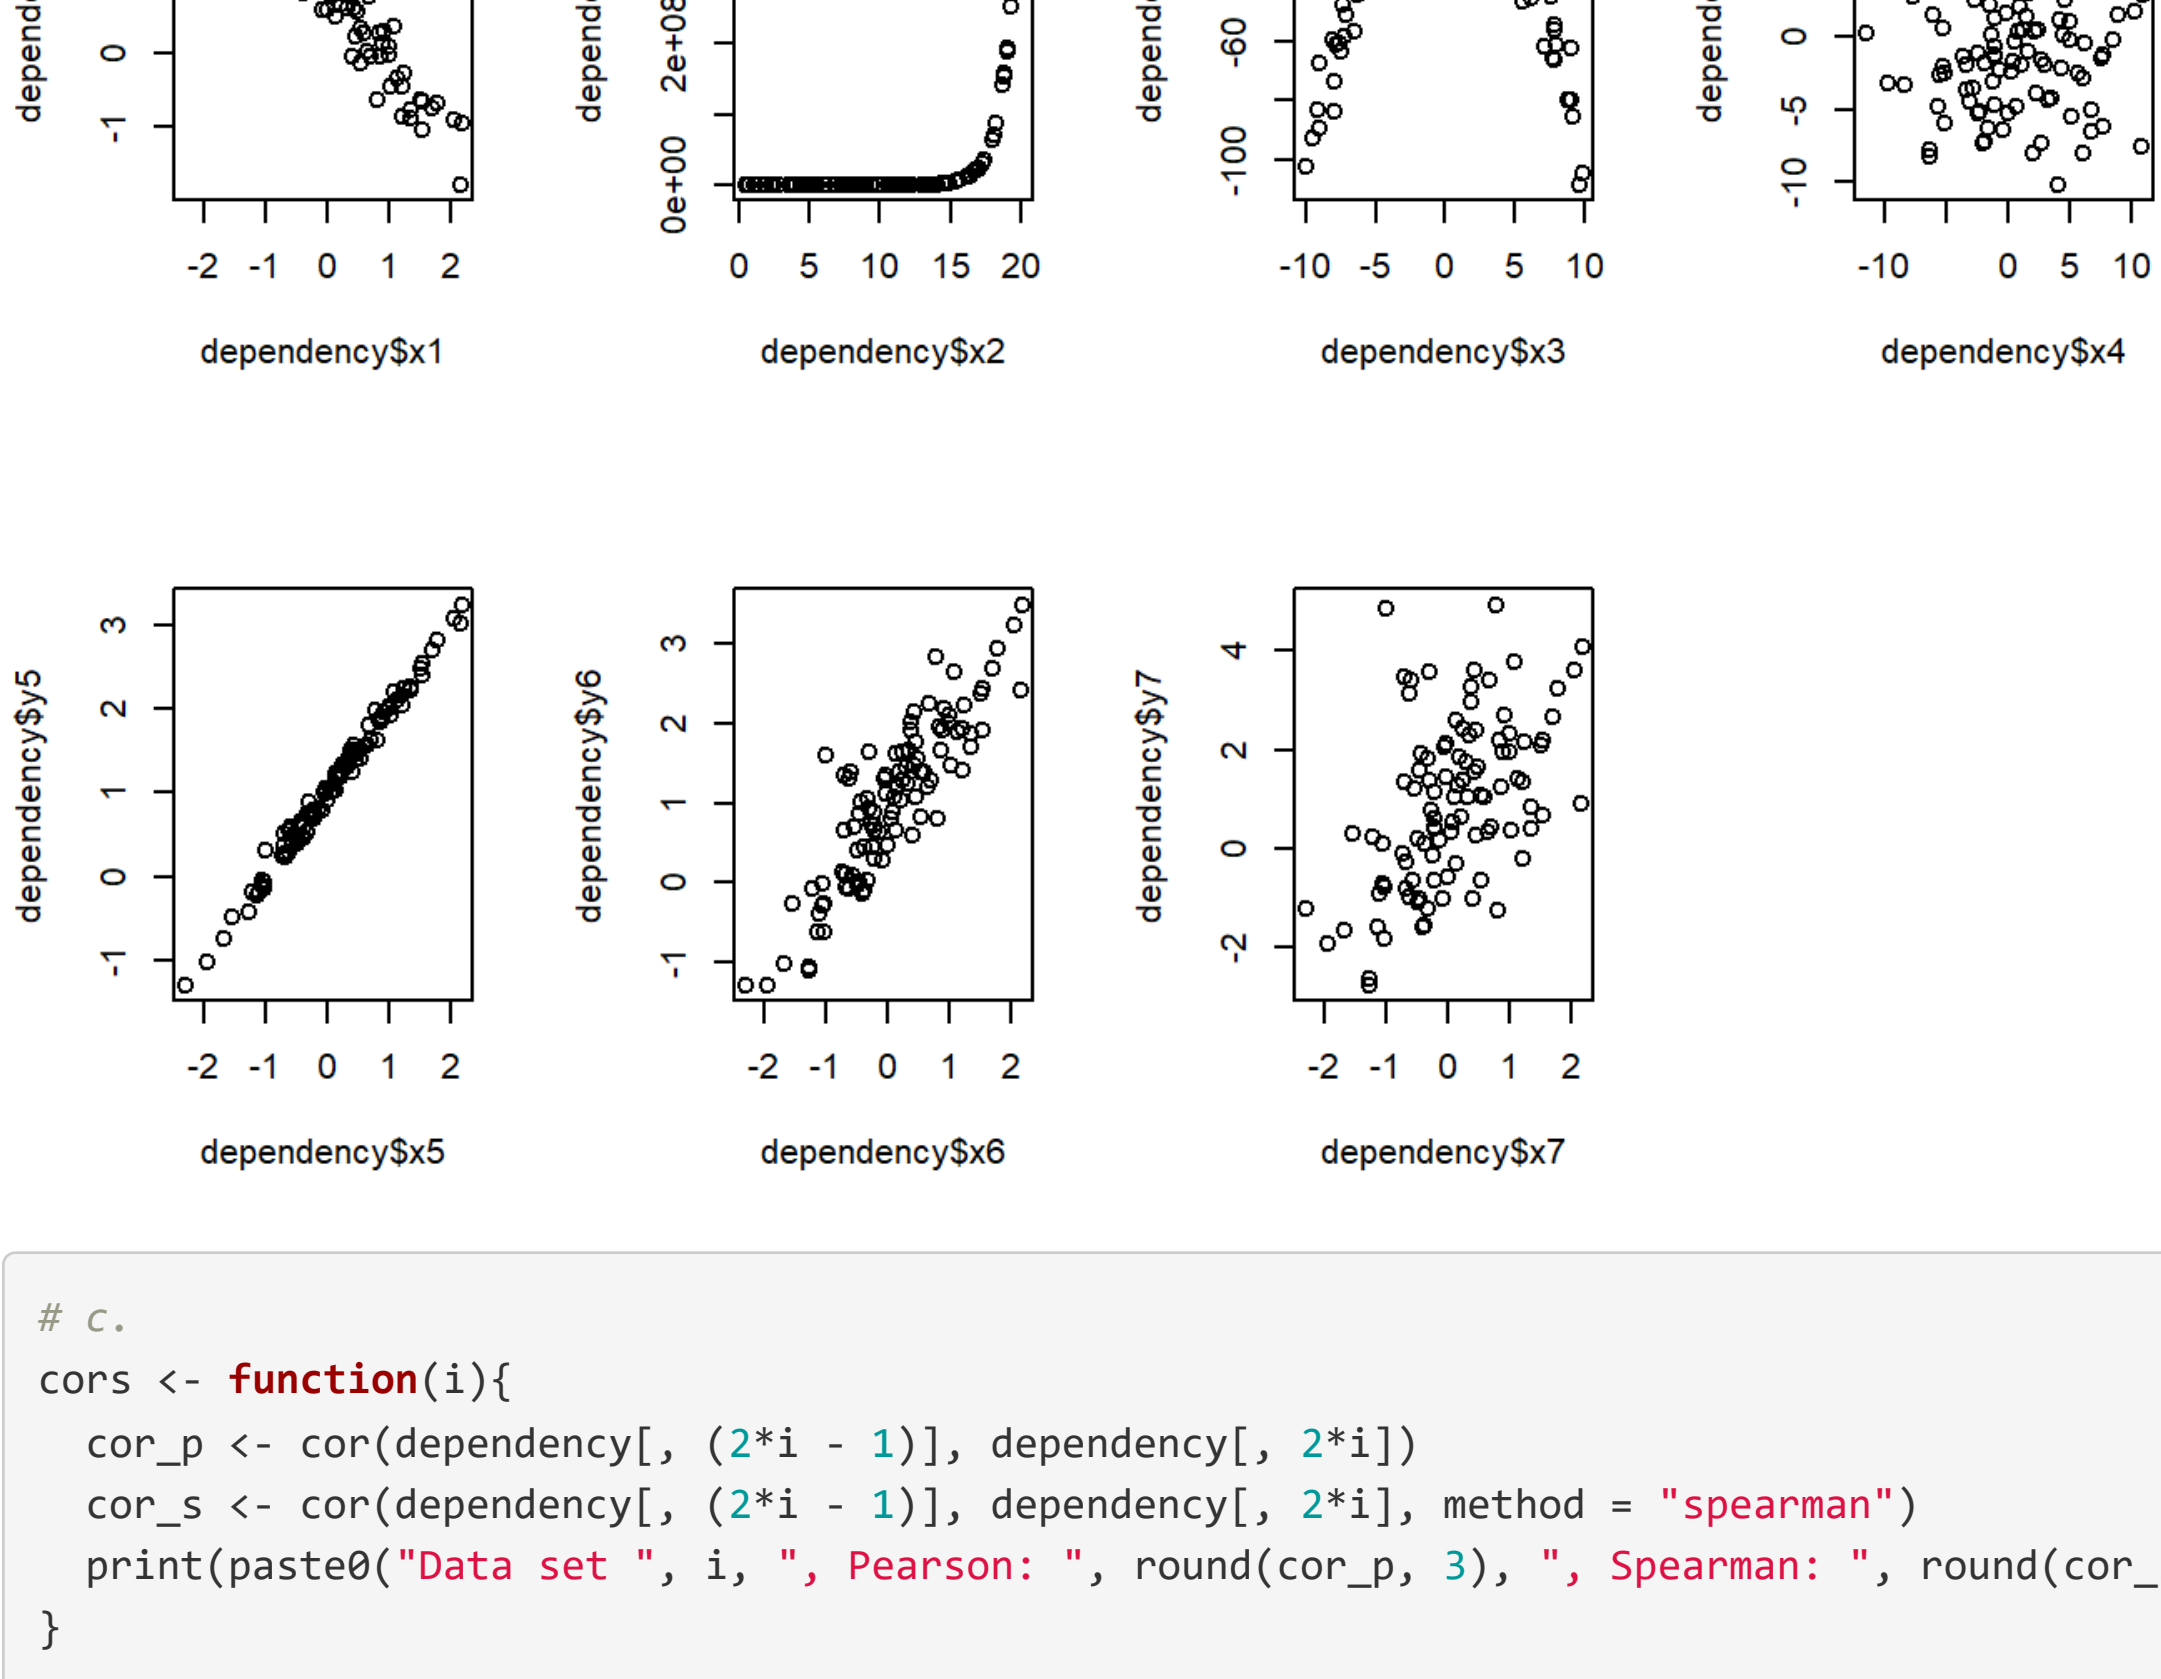 depend
0
-1
-2 -1 0 1 2
dependency$x1
depende
2e+08
0e+00
0 5 10 15 20
dependency$x2
depende
-60
-100
-10 -5 0 5 10
dependency$x3
depende
0
-5
-10
-10 0 5 10
dependency$x4
dependency$y5
3
2
1
0
-1
-2 -1 0 1 2
dependency$x5
dependency$y6
3
2
1
0
-1
-2 -1 0 1 2
dependency$x6
dependency$y7
4
2
0
-2
-2 -1 0 1 2
dependency$x7
# c.
cors <- function(i){
  cor_p <- cor(dependency[, (2*i - 1)], dependency[, 2*i])
  cor_s <- cor(dependency[, (2*i - 1)], dependency[, 2*i], method = "spearman")
  print(paste0("Data set ", i, ", Pearson: ", round(cor_p, 3), ", Spearman: ", round(cor_
}